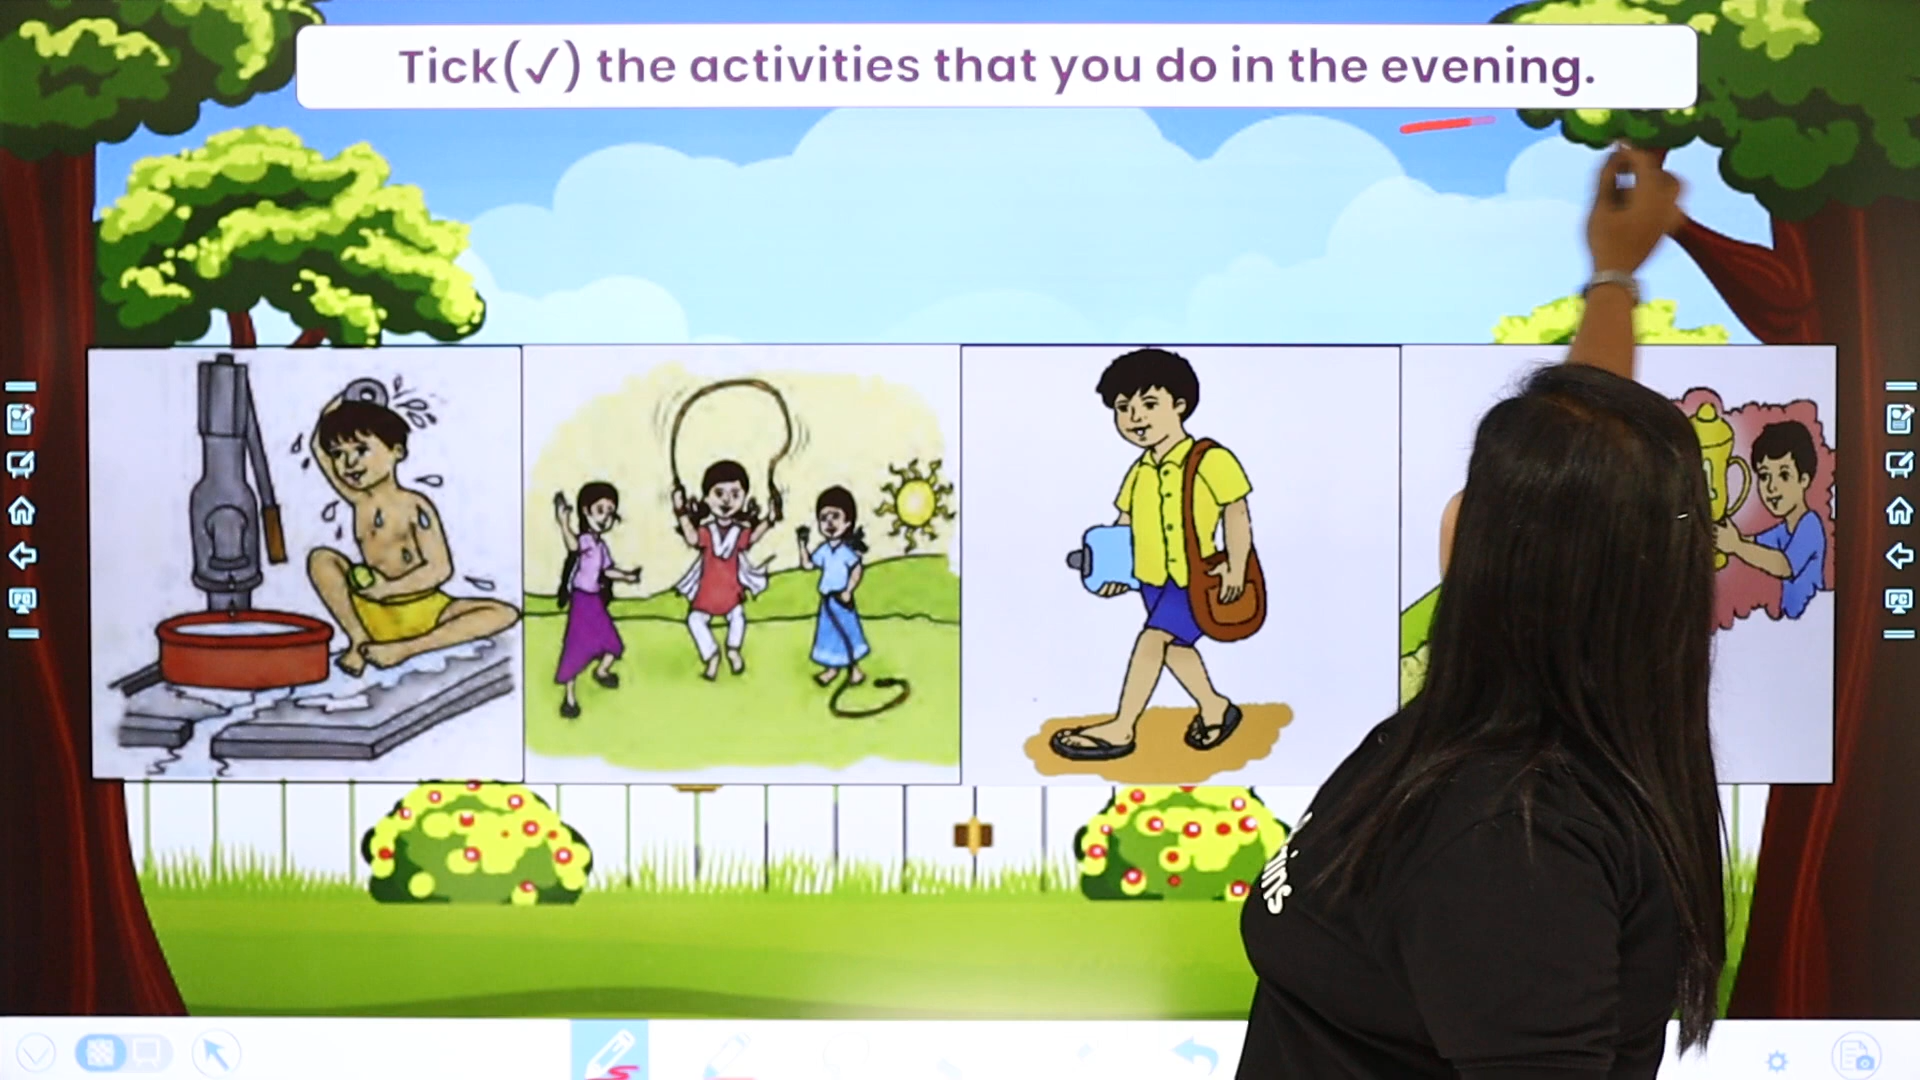 Tick(✓) the activities that you do in the evening.